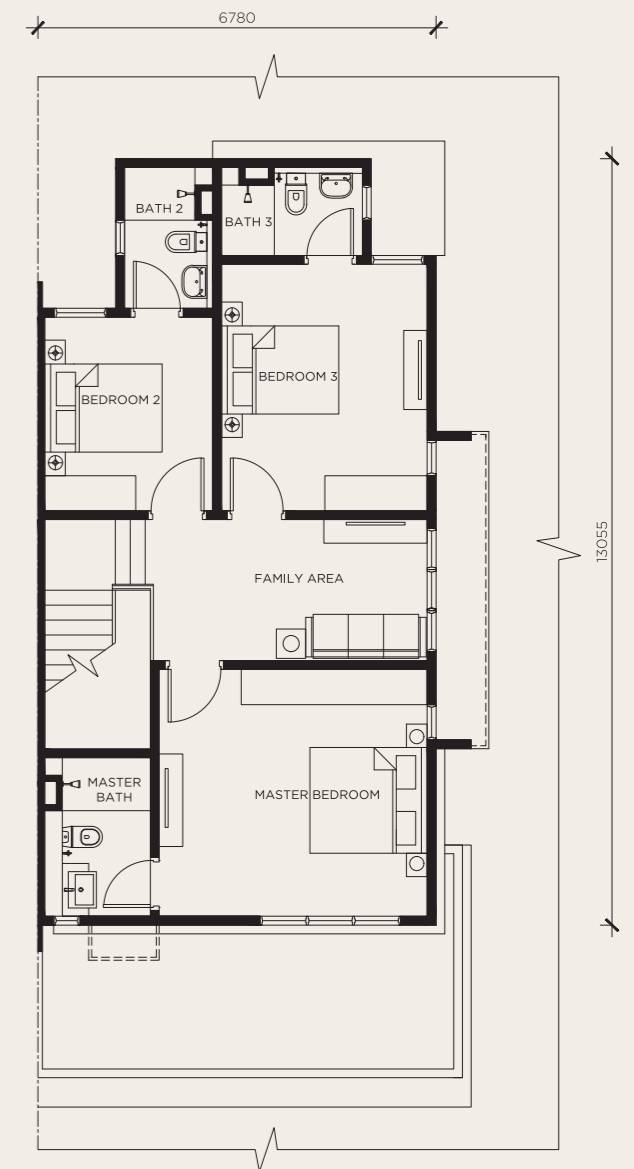 6780
BATH 2
BATH 3
BEDROOM 3
BEDROOM 2
13055
FAMILY AREA
MASTER
BATH
MASTER BEDROOM